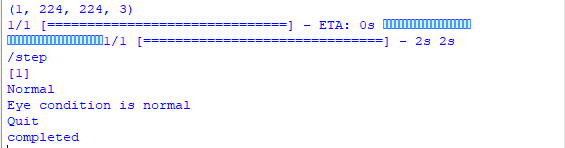 (1, 224, 224, 3)
1/1 [==============================] - ETA: 0s
1/1 [==============================] - 2s 2s
/step
[1]
Normal
Eye condition is normal
Quit
completed